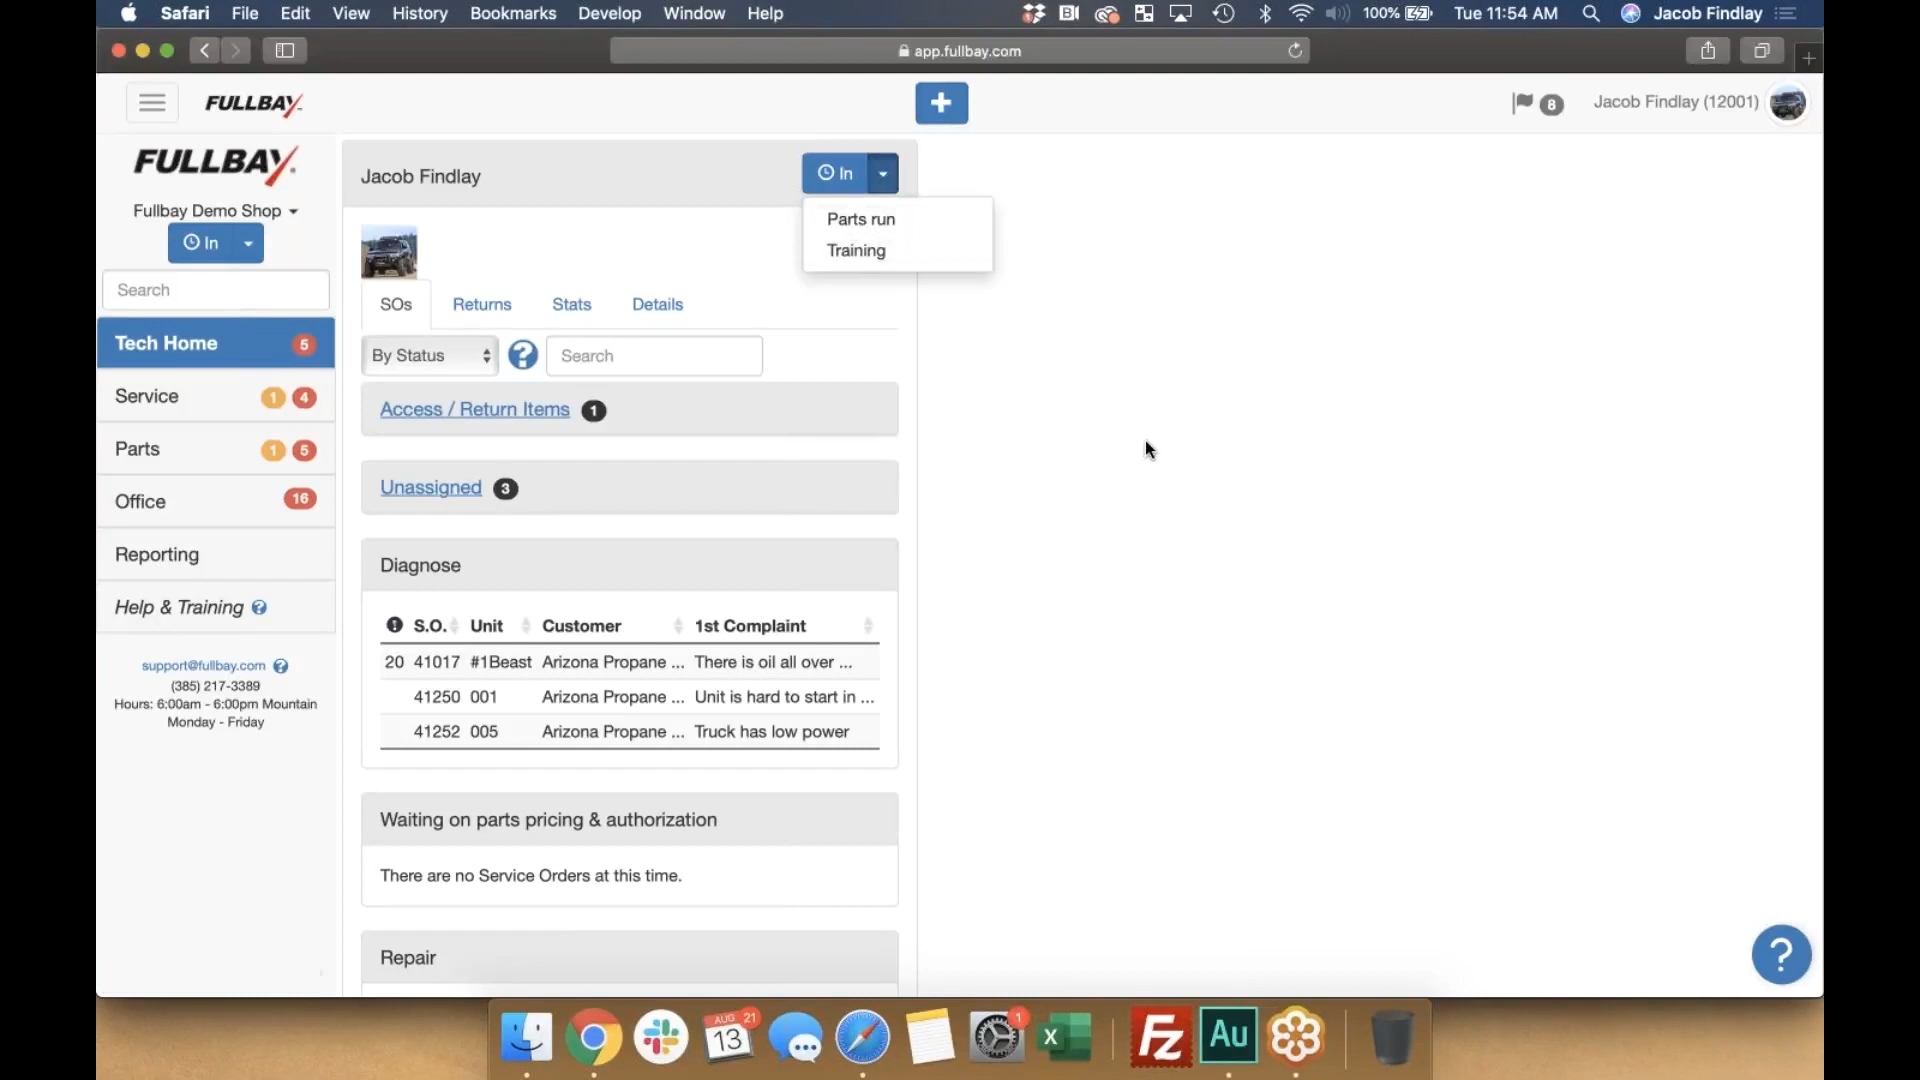 Safari File Edit View History Bookmarks Develop Window Help 100% Tue 11:54 AM Jacob Findlay
app.fullbay.com
FULLBAY 8 Jacob Findlay (12001)
FULLBAY
Fullbay Demo Shop
In
Search
Tech Home 5
Service 1 4
Parts 1 5
Office 16
Reporting
Help & Training ?
support@fullbay.com ?
(385) 217-3389
Hours: 6:00am - 6:00pm Mountain
Monday - Friday
Jacob Findlay In
Parts run
Training
SOs Returns Stats Details
By Status ? Search
Access / Return Items 1
Unassigned 3
Diagnose
S.O. Unit Customer 1st Complaint
20 41017 #1Beast Arizona Propane ... There is oil all over ...
41250 001 Arizona Propane ... Unit is hard to start in ...
41252 005 Arizona Propane ... Truck has low power
Waiting on parts pricing & authorization
There are no Service Orders at this time.
Repair
?
AUG 21
13
1
X
Fz
Au